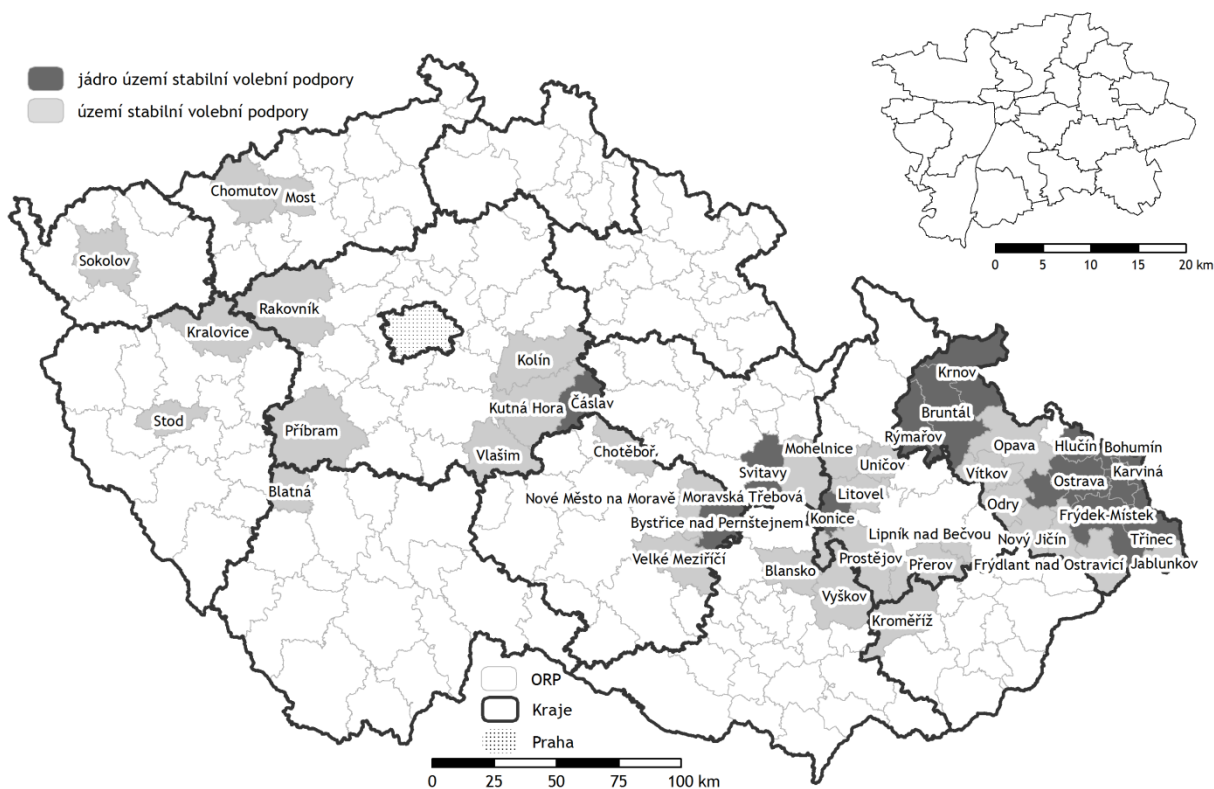 jádro území stabilní volební podpory
území stabilní volební podpory
0 5 10 15 20 km
Chomutov
Most
Sokolov
Rakovník
Kralovice
Kolín
Krnov
Kutná Hora
Čáslav
Bruntál
Stod
Příbram
Rýmařov
Opava
Hlučín
Bohumín
Vlašim
Chotěboř
Mohelnice
Uničov
Svitavy
Vítkov
Ostrava
Karviná
Blatná
Nové Město na Moravě
Moravská Třebová
Litovel
Odry
Bystřice nad Pernštejnem
Konice
Frýdek-Místek
Lipník nad Bečvou
Nový Jičín
Třinec
Velké Meziříčí
Blansko
Prostějov
Přerov
Frýdlant nad Ostravicí
Jablunkov
Vyškov
Kroměříž
ORP
Kraje
Praha
0 25 50 75 100 km